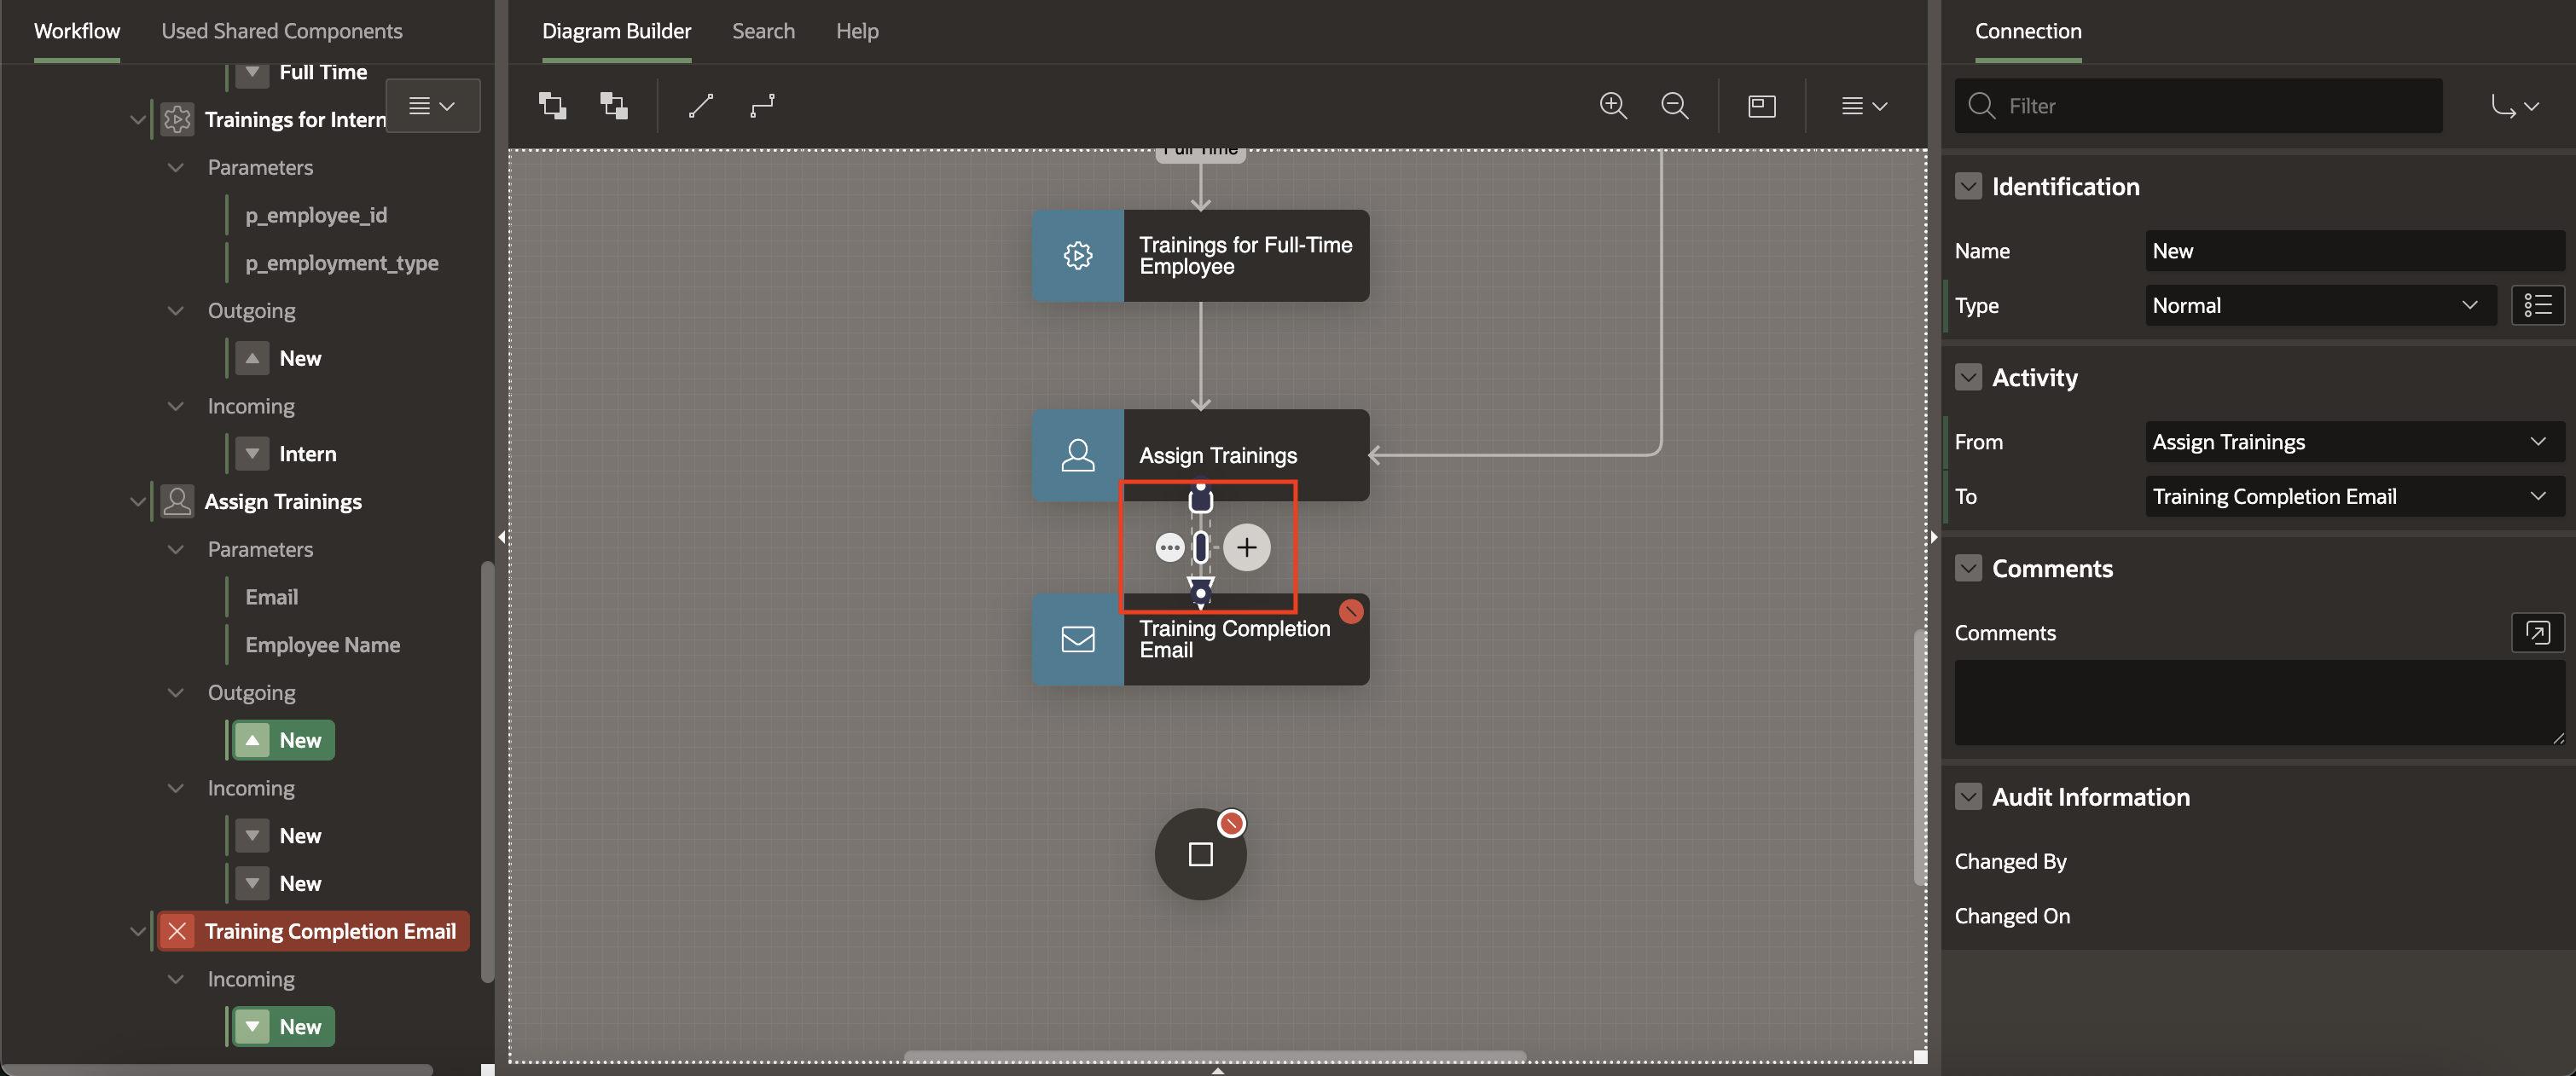 Workflow
Used Shared Components
Full Time
Trainings for Intern
Parameters
p_employee_id
p_employment_type
Outgoing
New
Incoming
Intern
Assign Trainings
Parameters
Email
Employee Name
Outgoing
New
Incoming
New
New
Training Completion Email
Incoming
New
Diagram Builder
Search
Help
Full Time
Trainings for Full-Time
Employee
Assign Trainings
Training Completion
Email
Connection
Filter
Identification
Name
New
Type
Normal
Activity
From
Assign Trainings
To
Training Completion Email
Comments
Comments
Audit Information
Changed By
Changed On